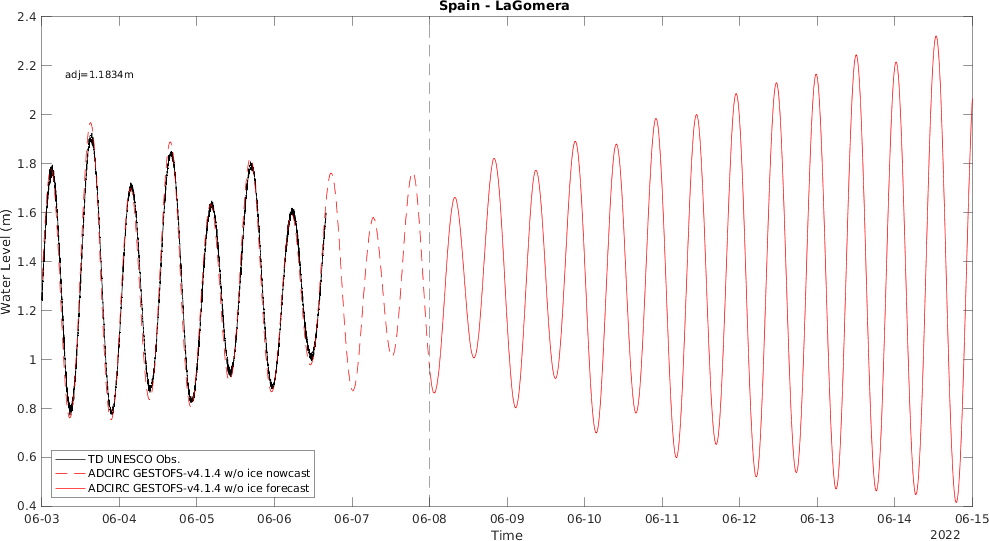 Spain - LaGomera
2.4
2.2
2
1.8
1.6
1.4
1.2
1
0.8
0.6
0.4
Water Level (m)
adj=1.1834m
TD UNESCO Obs.
ADCIRC GESTOFS-v4.1.4 w/o ice nowcast
ADCIRC GESTOFS-v4.1.4 w/o ice forecast
06-03 06-04 06-05 06-06 06-07 06-08 06-09 06-10 06-11 06-12 06-13 06-14 06-15
Time
2022